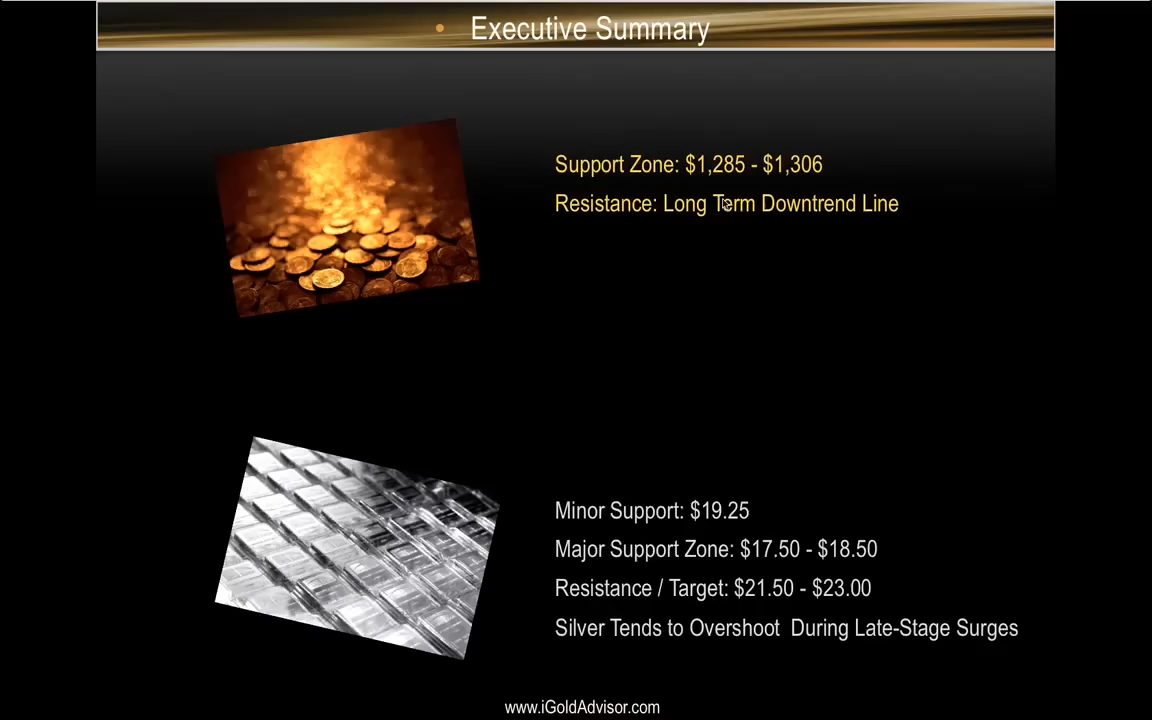 • Executive Summary
Support Zone: $1,285 - $1,306
Resistance: Long Term Downtrend Line
Minor Support: $19.25
Major Support Zone: $17.50 - $18.50
Resistance / Target: $21.50 - $23.00
Silver Tends to Overshoot  During Late-Stage Surges
www.iGoldAdvisor.com